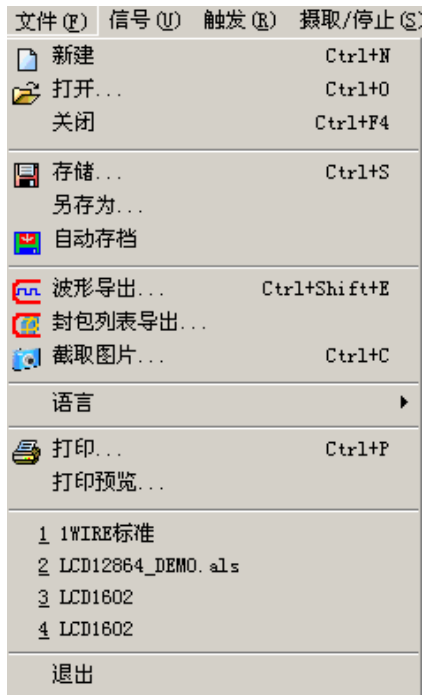 文件(F) 信号(U) 触发(R) 摄取/停止(S)
新建 Ctrl+N
打开... Ctrl+O
关闭 Ctrl+F4
存储... Ctrl+S
另存为...
自动存档
波形导出... Ctrl+Shift+E
封包列表导出...
截取图片... Ctrl+C
语言
打印... Ctrl+P
打印预览...
1 1WIRE标准
2 LCD12864_DEMO.als
3 LCD1602
4 LCD1602
退出